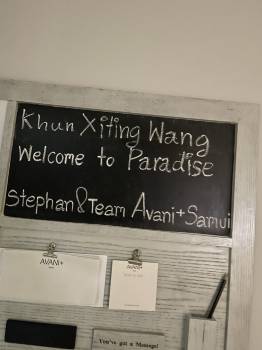 Khun Xiting Wang
Welcome to Paradise
Stephan & Team Avani+ Samui
AVANI+
AVANI+
You've got a Message!